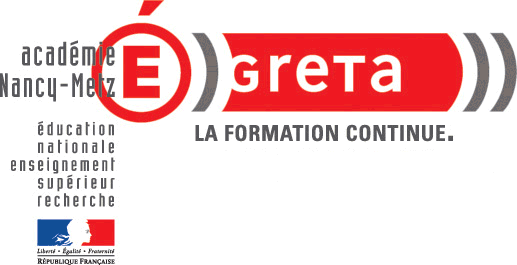 académie
Nancy-Metz
É
GRETA
LA FORMATION CONTINUE.
éducation
nationale
enseignement
supérieur
recherche
Liberté • Égalité • Fraternité
RÉPUBLIQUE FRANÇAISE